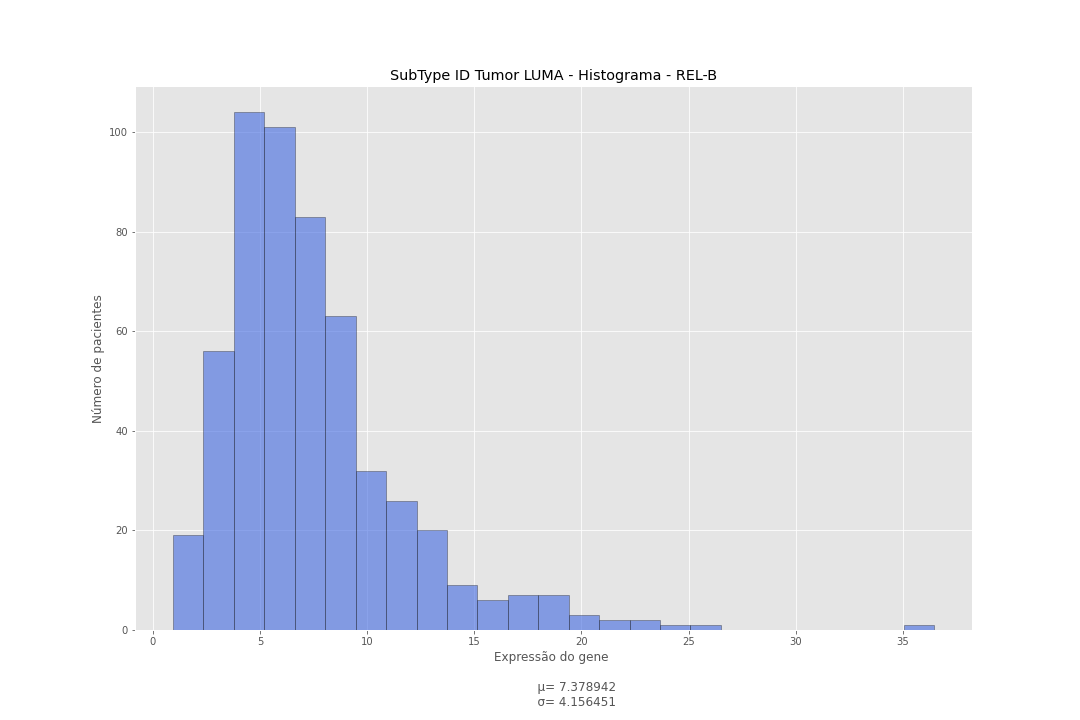 SubType ID Tumor LUMA - Histograma - REL-B
100
80
60
40
20
0
Número de pacientes
0 5 10 15 20 25 30 35
Expressão do gene
μ= 7.378942
σ= 4.156451